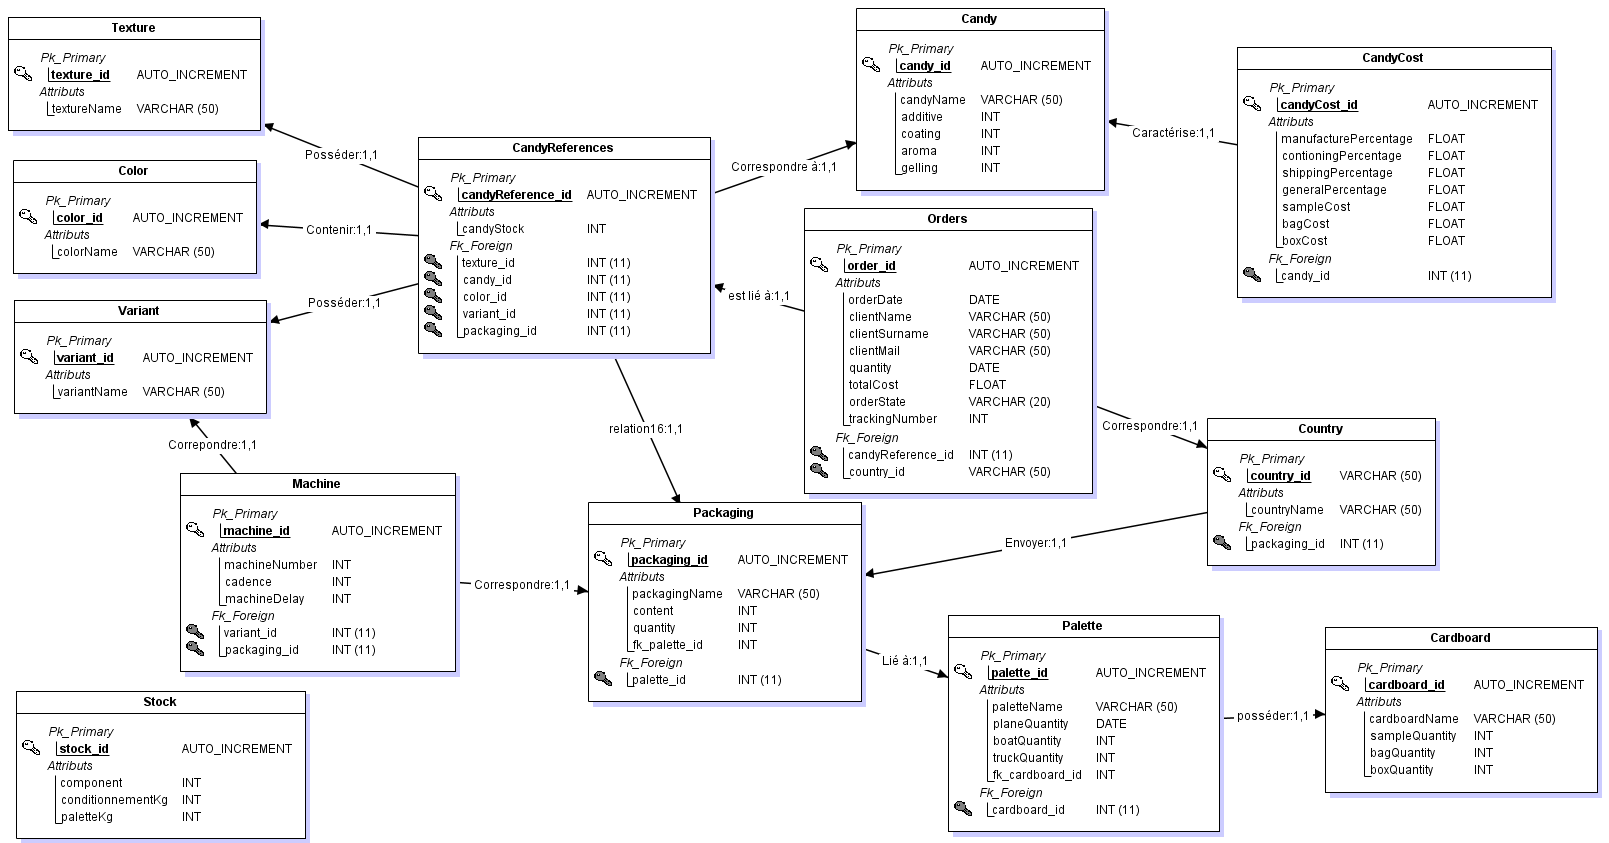 Texture
Pk_Primary
texture_id AUTO_INCREMENT
Attributs
textureName VARCHAR (50)
Color
Pk_Primary
color_id AUTO_INCREMENT
Attributs
colorName VARCHAR (50)
Variant
Pk_Primary
variant_id AUTO_INCREMENT
Attributs
variantName VARCHAR (50)
Posséder:1,1
Contenir:1,1
Posséder:1,1
CandyReferences
Pk_Primary
candyReference_id AUTO_INCREMENT
Attributs
candyStock INT
Fk_Foreign
texture_id INT (11)
candy_id INT (11)
color_id INT (11)
variant_id INT (11)
packaging_id INT (11)
Correspondre à:1,1
Candy
Pk_Primary
candy_id AUTO_INCREMENT
Attributs
candyName VARCHAR (50)
additive INT
coating INT
aroma INT
gelling INT
Caractérise:1,1
CandyCost
Pk_Primary
candyCost_id AUTO_INCREMENT
Attributs
manufacturePercentage FLOAT
contioningPercentage FLOAT
shippingPercentage FLOAT
generalPercentage FLOAT
sampleCost FLOAT
bagCost FLOAT
boxCost FLOAT
Fk_Foreign
candy_id INT (11)
est lié à:1,1
Orders
Pk_Primary
order_id AUTO_INCREMENT
Attributs
orderDate DATE
clientName VARCHAR (50)
clientSurname VARCHAR (50)
clientMail VARCHAR (50)
quantity DATE
totalCost FLOAT
orderState VARCHAR (20)
trackingNumber INT
Fk_Foreign
candyReference_id INT (11)
country_id VARCHAR (50)
Correspondre:1,1
Country
Pk_Primary
country_id VARCHAR (50)
Attributs
countryName VARCHAR (50)
Fk_Foreign
packaging_id INT (11)
Correpondre:1,1
relation16:1,1
Machine
Pk_Primary
machine_id AUTO_INCREMENT
Attributs
machineNumber INT
cadence INT
machineDelay INT
Fk_Foreign
variant_id INT (11)
packaging_id INT (11)
Correspondre:1,1
Packaging
Pk_Primary
packaging_id AUTO_INCREMENT
Attributs
packagingName VARCHAR (50)
content INT
quantity INT
fk_palette_id INT
Fk_Foreign
palette_id INT (11)
Envoyer:1,1
Lié à:1,1
Palette
Pk_Primary
palette_id AUTO_INCREMENT
Attributs
paletteName VARCHAR (50)
planeQuantity DATE
boatQuantity INT
truckQuantity INT
fk_cardboard_id INT
Fk_Foreign
cardboard_id INT (11)
posséder:1,1
Cardboard
Pk_Primary
cardboard_id AUTO_INCREMENT
Attributs
cardboardName VARCHAR (50)
sampleQuantity INT
bagQuantity INT
boxQuantity INT
Stock
Pk_Primary
stock_id AUTO_INCREMENT
Attributs
component INT
conditionnementKg INT
paletteKg INT